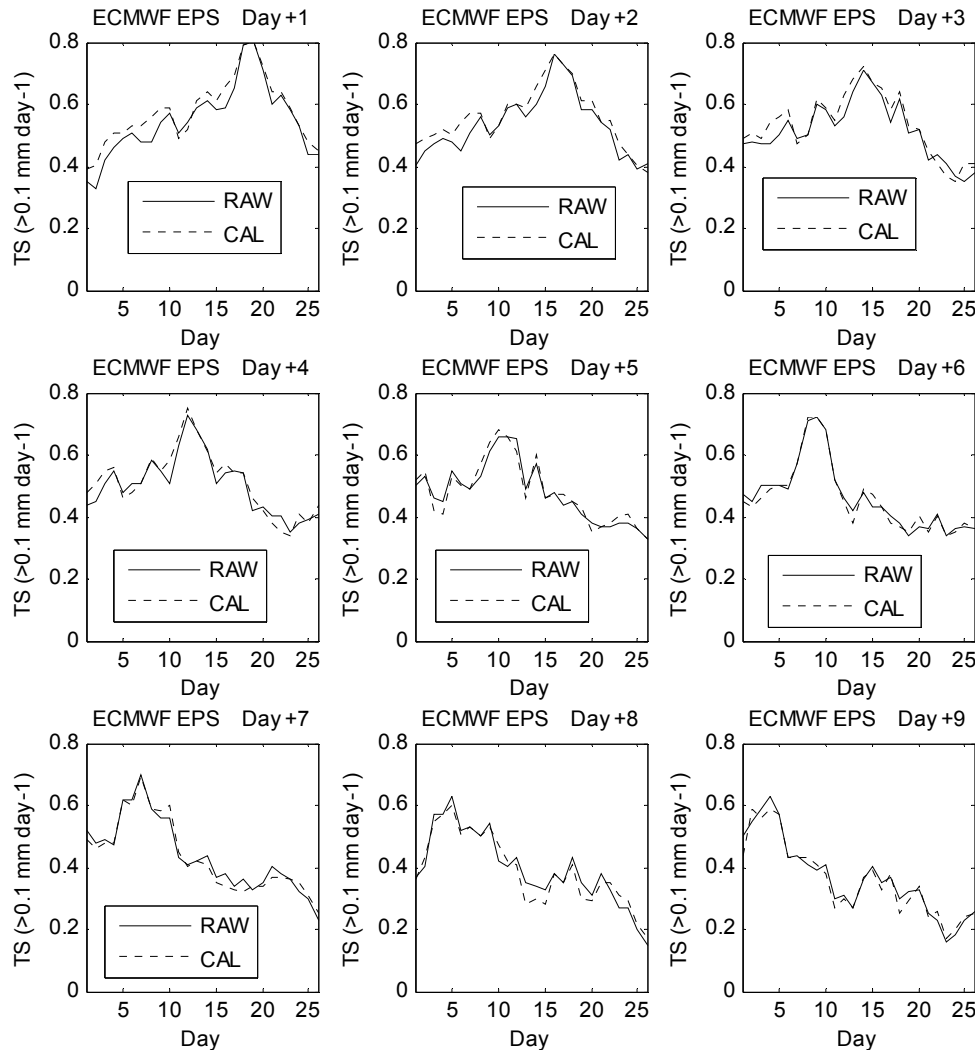 ECMWF EPS Day +1
TS (>0.1 mm day-1)
0.8
0.6
0.4
0.2
0
RAW
CAL
5 10 15 20 25
Day
ECMWF EPS Day +2
TS (>0.1 mm day-1)
0.8
0.6
0.4
0.2
0
RAW
CAL
5 10 15 20 25
Day
ECMWF EPS Day +3
TS (>0.1 mm day-1)
0.8
0.6
0.4
0.2
0
RAW
CAL
5 10 15 20 25
Day
ECMWF EPS Day +4
TS (>0.1 mm day-1)
0.8
0.6
0.4
0.2
0
RAW
CAL
5 10 15 20 25
Day
ECMWF EPS Day +5
TS (>0.1 mm day-1)
0.8
0.6
0.4
0.2
0
RAW
CAL
5 10 15 20 25
Day
ECMWF EPS Day +6
TS (>0.1 mm day-1)
0.8
0.6
0.4
0.2
0
RAW
CAL
5 10 15 20 25
Day
ECMWF EPS Day +7
TS (>0.1 mm day-1)
0.8
0.6
0.4
0.2
0
RAW
CAL
5 10 15 20 25
Day
ECMWF EPS Day +8
TS (>0.1 mm day-1)
0.8
0.6
0.4
0.2
0
RAW
CAL
5 10 15 20 25
Day
ECMWF EPS Day +9
TS (>0.1 mm day-1)
0.8
0.6
0.4
0.2
0
RAW
CAL
5 10 15 20 25
Day